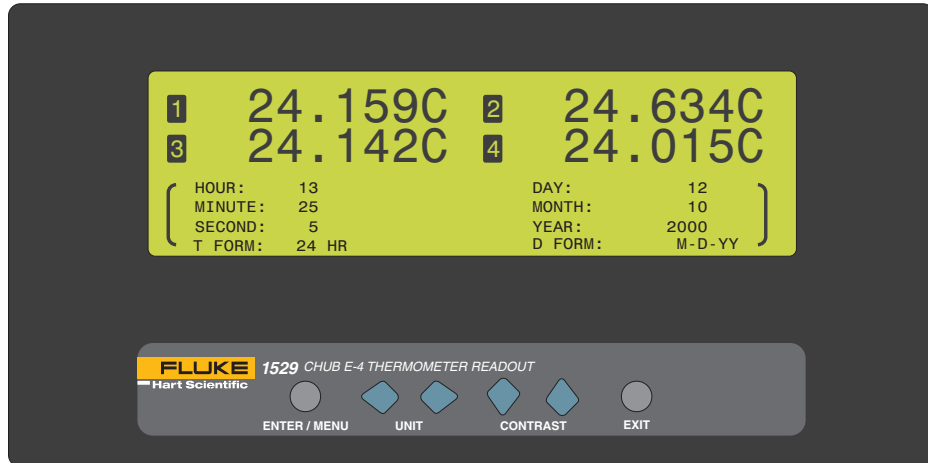 1 24.159C 2 24.634C
3 24.142C 4 24.015C
HOUR: 13 DAY: 12
MINUTE: 25 MONTH: 10
SECOND: 5 YEAR: 2000
T FORM: 24 HR D FORM: M-D-YY
FLUKE 1529 CHUB E-4 THERMOMETER READOUT
Hart Scientific
ENTER / MENU UNIT CONTRAST EXIT